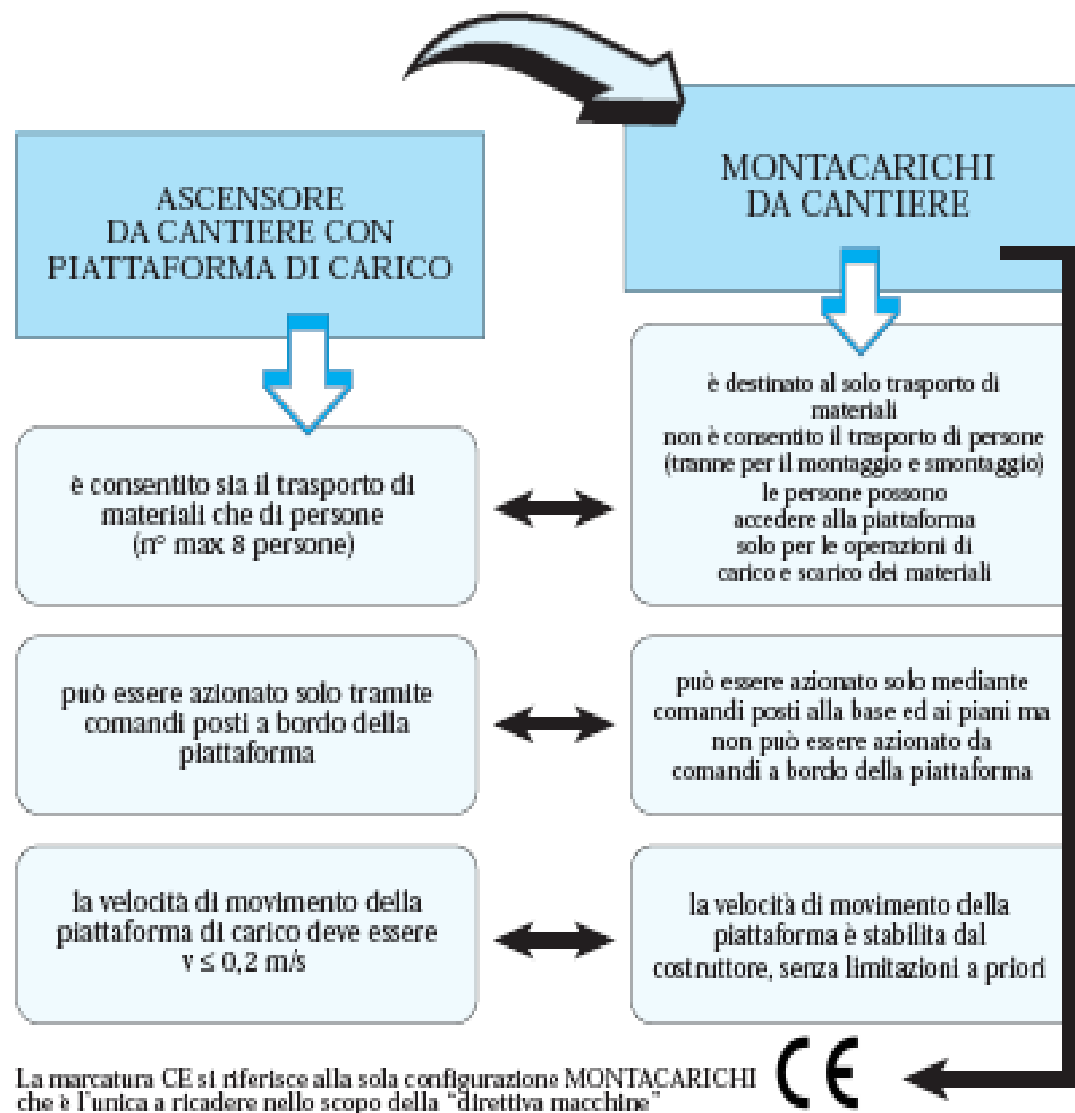 ASCENSORE
DA CANTIERE CON
PIATTAFORMA DI CARICO
MONTACARICHI
DA CANTIERE
è consentito sia il trasporto di
materiali che di persone
(n° max 8 persone)
è destinato al solo trasporto di
materiali
non è consentito il trasporto di persone
(tranne per il montaggio e smontaggio)
le persone possono
accedere alla piattaforma
solo per le operazioni di
carico e scarico dei materiali
può essere azionato solo tramite
comandi posti a bordo della
piattaforma
può essere azionato solo mediante
comandi posti alla base ed ai piani ma
non può essere azionato da
comandi a bordo della piattaforma
la velocità di movimento della
piattaforma di carico deve essere
v ≤ 0,2 m/s
la velocità di movimento della
piattaforma è stabilita dal
costruttore, senza limitazioni a priori
La marcatura CE si riferisce alla sola configurazione MONTACARICHI
che è l'unica a ricadere nello scopo della "direttiva macchine"
CE